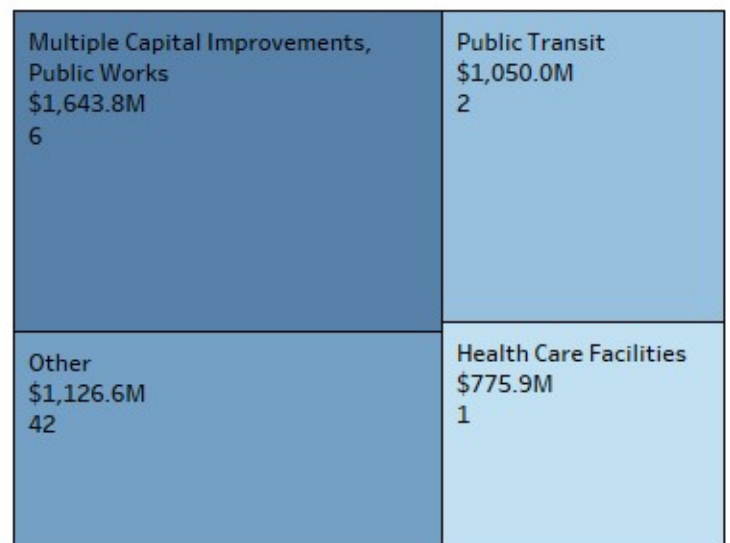 Multiple Capital Improvements,
Public Works
$1,643.8M
6
Public Transit
$1,050.0M
2
Other
$1,126.6M
42
Health Care Facilities
$775.9M
1